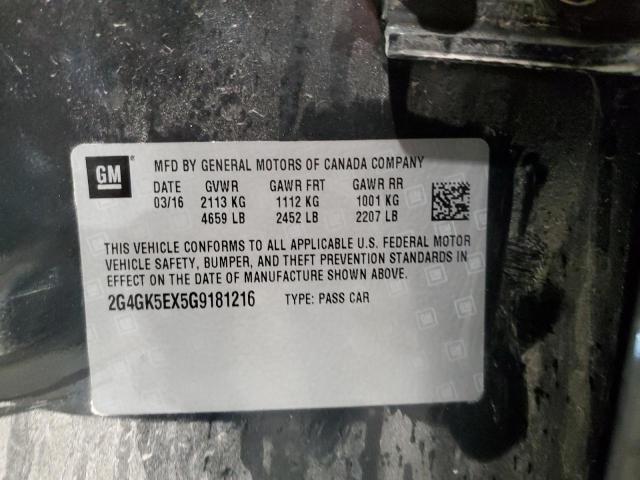 GM MFD BY GENERAL MOTORS OF CANADA COMPANY
DATE GVWR GAWR FRT GAWR RR
03/16 2113 KG 1112 KG 1001 KG
4659 LB 2452 LB 2207 LB
THIS VEHICLE CONFORMS TO ALL APPLICABLE U.S. FEDERAL MOTOR
VEHICLE SAFETY, BUMPER, AND THEFT PREVENTION STANDARDS IN
EFFECT ON THE DATE OF MANUFACTURE SHOWN ABOVE.
2G4GK5EX5G9181216 TYPE: PASS CAR